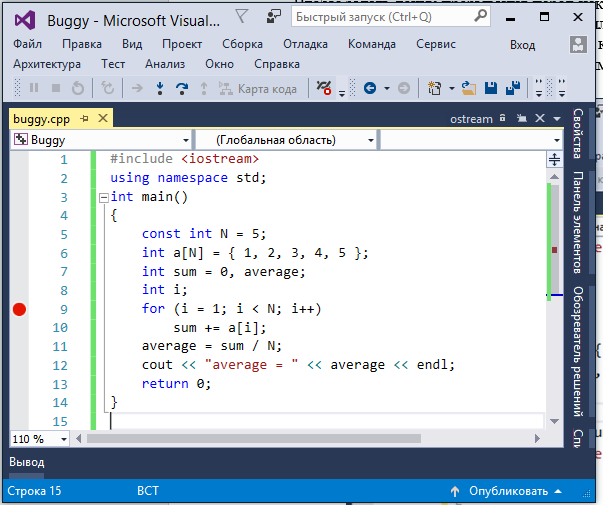 Buggy - Microsoft Visual...
Быстрый запуск (Ctrl+Q)
Файл Правка Вид Проект Сборка Отладка Команда Сервис
Вход
Архитектура Тест Анализ Окно Справка
Карта кода
buggy.cpp
ostream
Buggy
(Глобальная область)
1 #include <iostream>
2 using namespace std;
3 int main()
4 {
5 const int N = 5;
6 int a[N] = { 1, 2, 3, 4, 5 };
7 int sum = 0, average;
8 int i;
9 for (i = 1; i < N; i++)
10 sum += a[i];
11 average = sum / N;
12 cout << "average = " << average << endl;
13 return 0;
14 }
15
110 %
Свойства
Панель элементов
Обозреватель решений
Вывод
Строка 15 ВСТ
Опубликовать